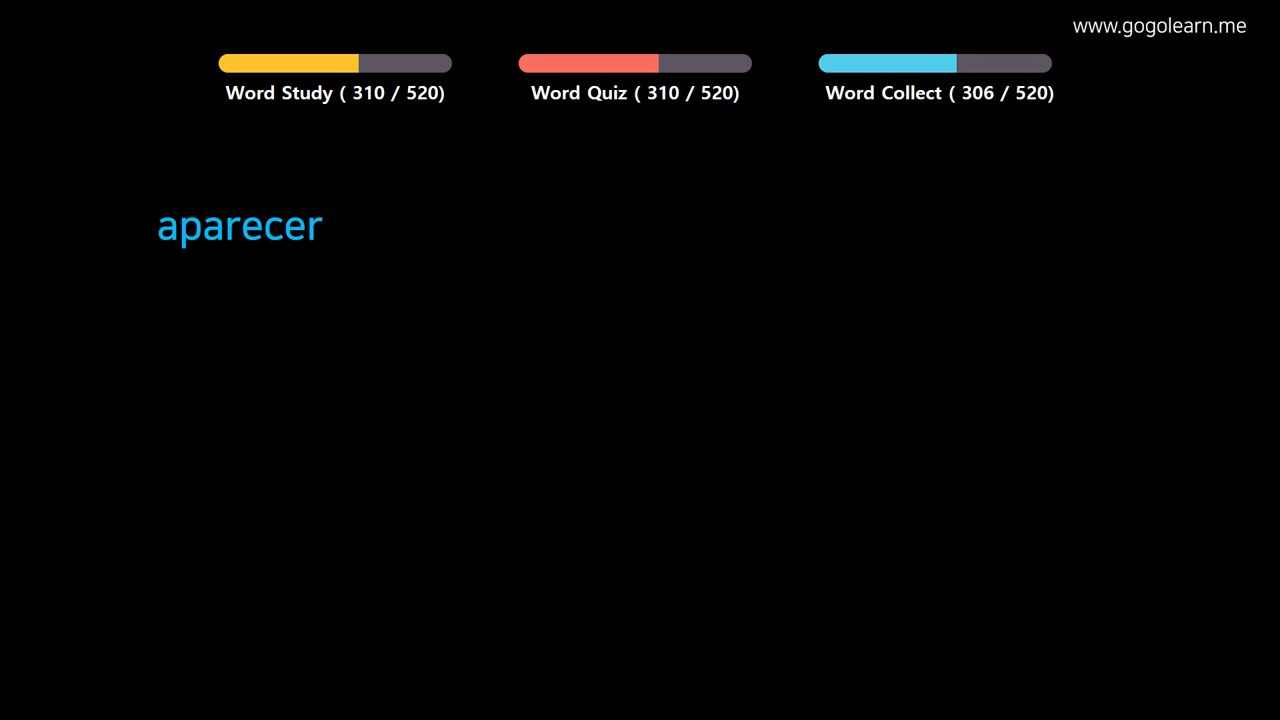 www.gogolearn.me
Word Study ( 310 / 520)
Word Quiz ( 310 / 520)
Word Collect ( 306 / 520)
aparecer